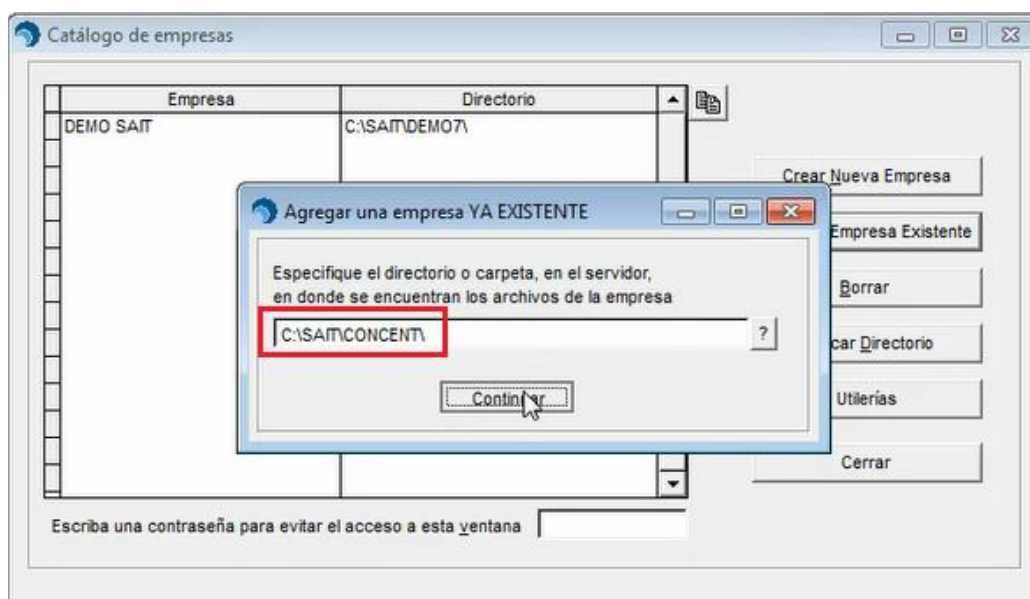 Catálogo de empresas
Empresa Directorio
DEMO SAIT C:\SAIT\DEMO7\
Crear Nueva Empresa
Agregar una empresa YA EXISTENTE
Empresa Existente
Especifique el directorio o carpeta, en el servidor,
en donde se encuentran los archivos de la empresa
Borrar
C:\SAIT\CONCENT\ ?
car Directorio
Continuar
Utilerías
Cerrar
Escriba una contraseña para evitar el acceso a esta ventana